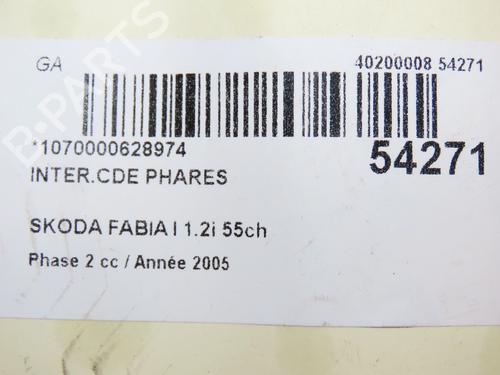 GA
40200008 54271
*1070000628974
54271
INTER.CDE PHARES
SKODA FABIA I 1.2i 55ch
Phase 2 cc / Année 2005
B-PARTS